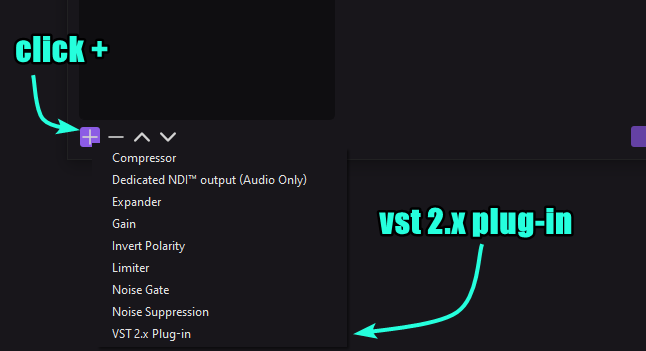 click +
Compressor
Dedicated NDI™ output (Audio Only)
Expander
Gain
Invert Polarity
Limiter
Noise Gate
Noise Suppression
VST 2.x Plug-in
vst 2.x plug-in